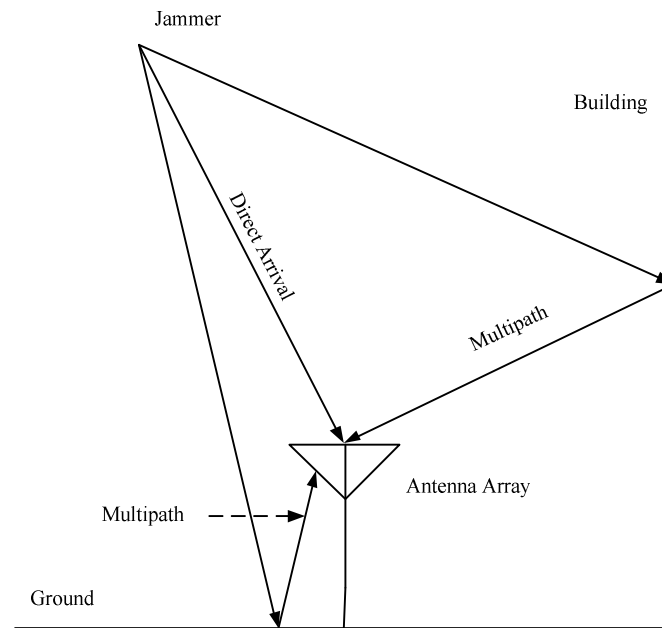 Jammer
Building
Direct Arrival
Multipath
Antenna Array
Multipath
Ground